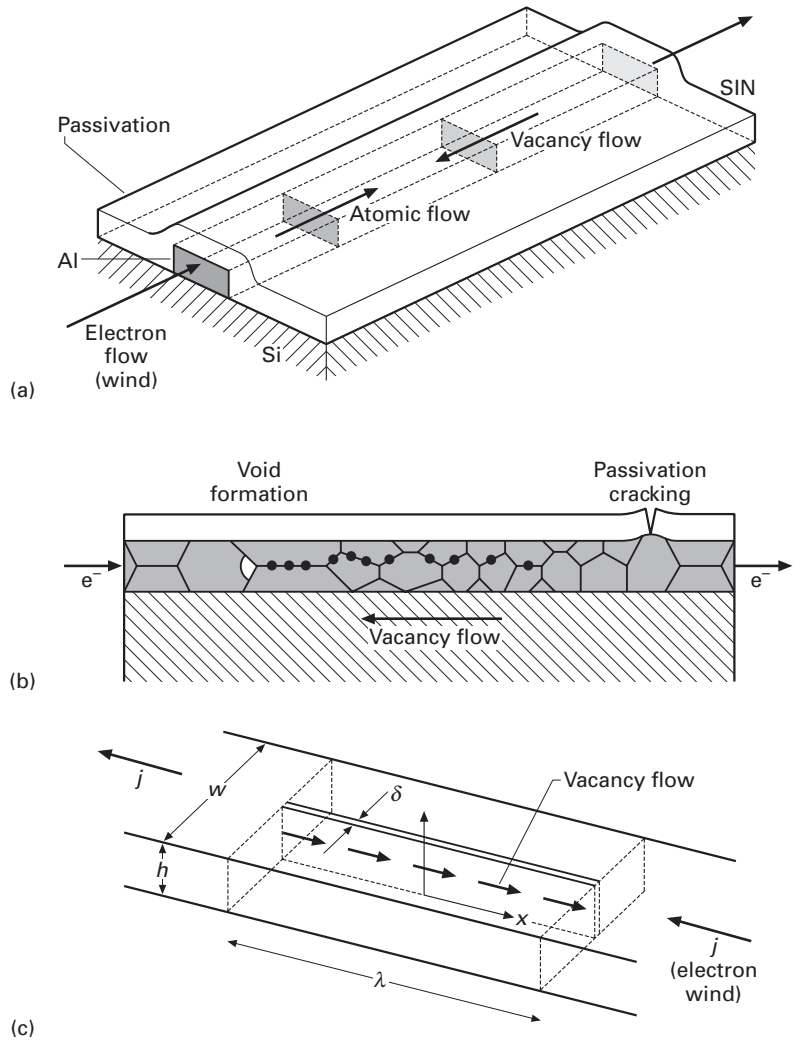 Passivation
SIN
Vacancy flow
Atomic flow
Al
Electron
flow
(wind)
Si
(a)
Void
formation
Passivation
cracking
e⁻
e⁻
Vacancy flow
(b)
j
w
δ
Vacancy flow
h
x
j
(electron
wind)
λ
(c)